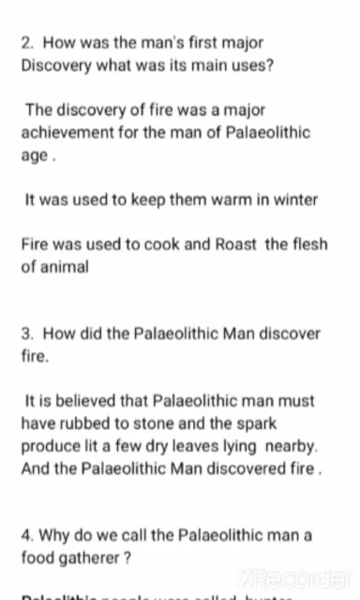 2. How was the man's first major
Discovery what was its main uses?
The discovery of fire was a major
achievement for the man of Palaeolithic
age .
It was used to keep them warm in winter
Fire was used to cook and Roast the flesh
of animal
3. How did the Palaeolithic Man discover
fire.
It is believed that Palaeolithic man must
have rubbed to stone and the spark
produce lit a few dry leaves lying nearby.
And the Palaeolithic Man discovered fire .
4. Why do we call the Palaeolithic man a
food gatherer ?
XRecorder